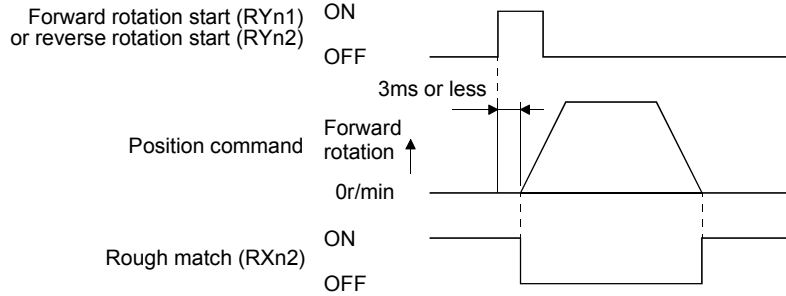 Forward rotation start (RYn1)
or reverse rotation start (RYn2)
ON
OFF
3ms or less
Position command
Forward
rotation
0r/min
Rough match (RXn2)
ON
OFF